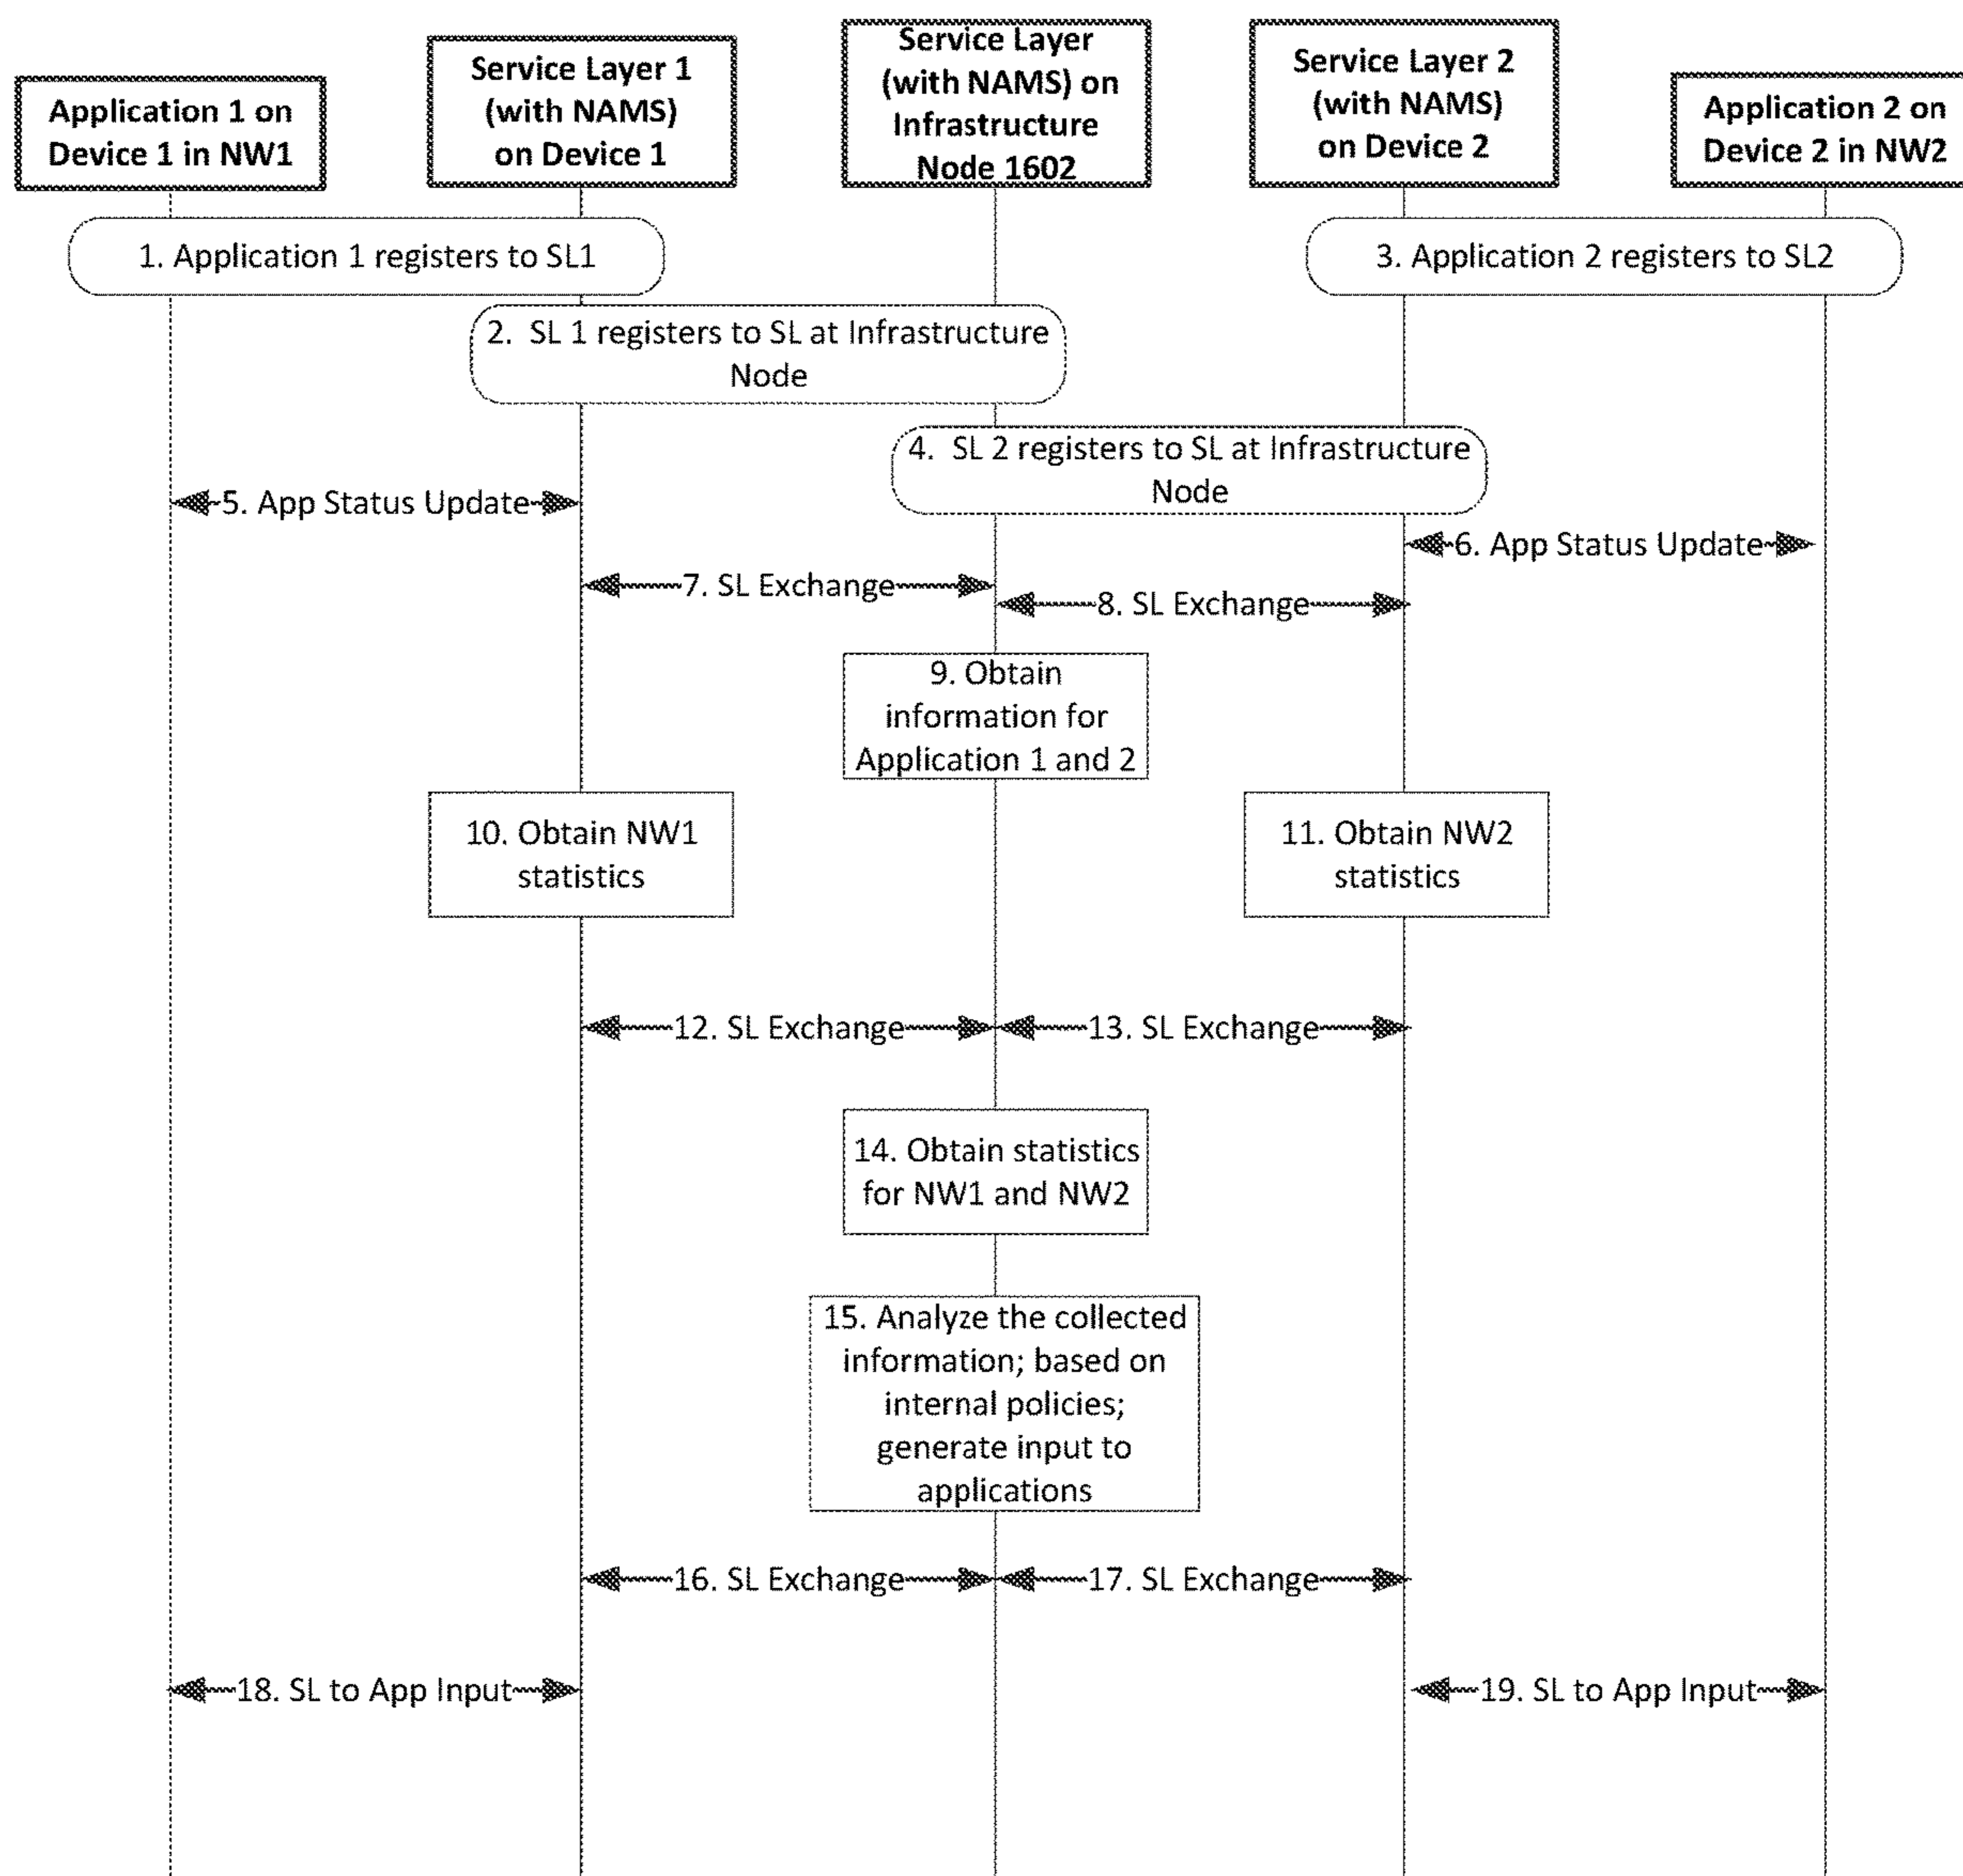 Application 1 on
Device 1 in NW1
Service Layer 1
(with NAMS)
on Device 1
Service Layer
(with NAMS) on
Infrastructure
Node 1602
Service Layer 2
(with NAMS)
on Device 2
Application 2 on
Device 2 in NW2
1. Application 1 registers to SL1
3. Application 2 registers to SL2
2. SL 1 registers to SL at Infrastructure
Node
4. SL 2 registers to SL at Infrastructure
Node
5. App Status Update
6. App Status Update
7. SL Exchange
8. SL Exchange
9. Obtain
information for
Application 1 and 2
10. Obtain NW1
statistics
11. Obtain NW2
statistics
12. SL Exchange
13. SL Exchange
14. Obtain statistics
for NW1 and NW2
15. Analyze the collected
information; based on
internal policies;
generate input to
applications
16. SL Exchange
17. SL Exchange
18. SL to App Input
19. SL to App Input